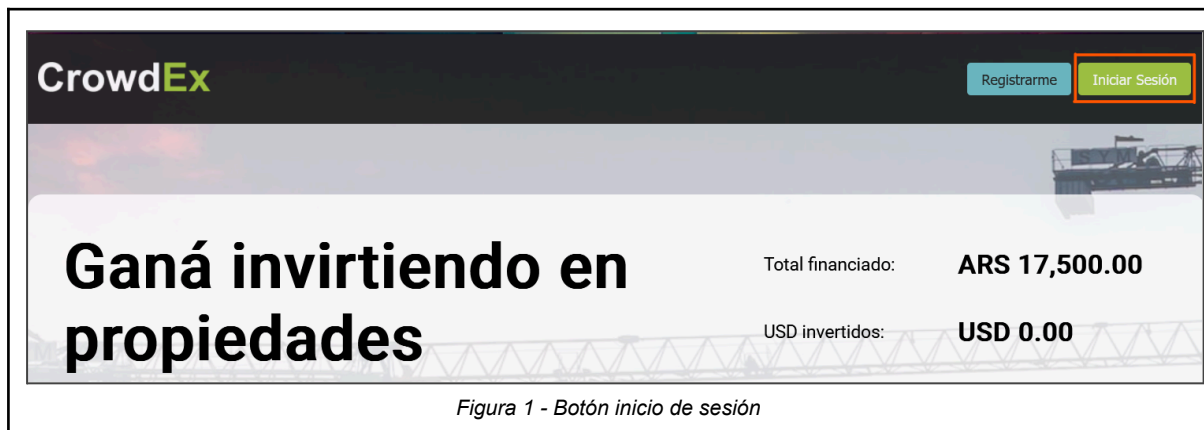 CrowdEx
Registrarme
Iniciar Sesión
SYM
Ganá invirtiendo en
propiedades
Total financiado:
ARS 17,500.00
USD invertidos:
USD 0.00
Figura 1 - Botón inicio de sesión